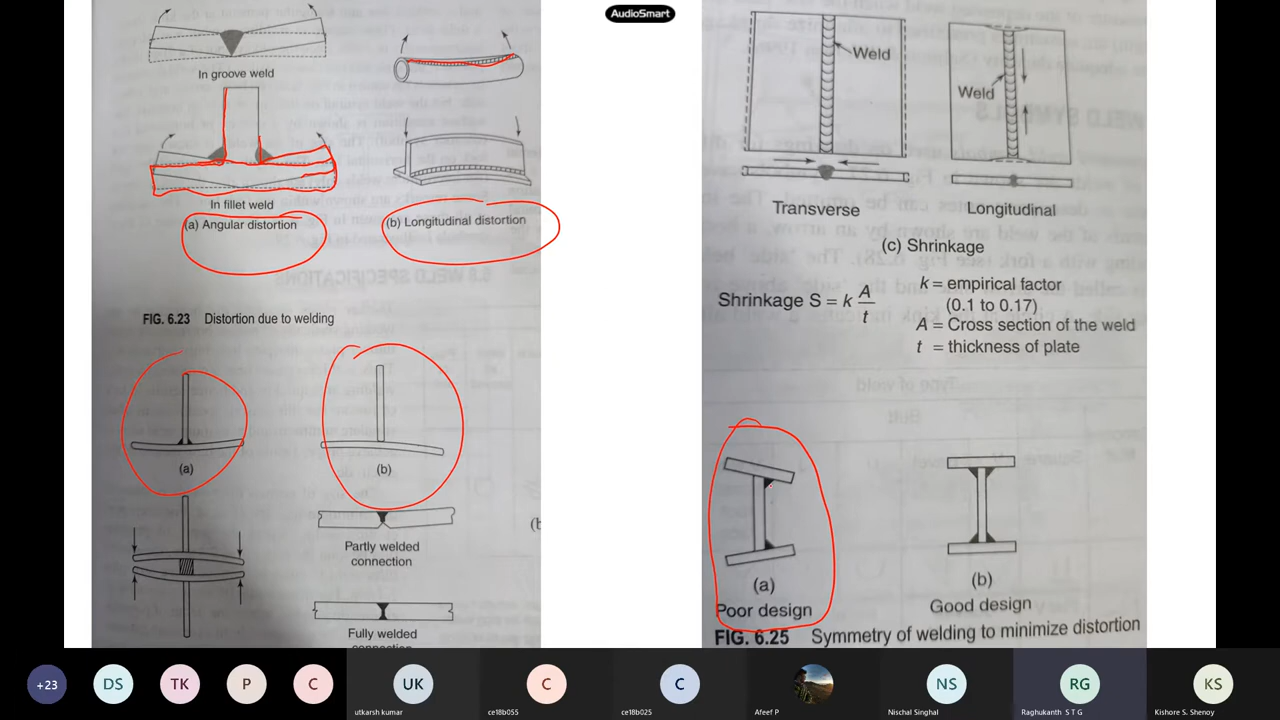 AudioSmart
In groove weld
In fillet weld
(a) Angular distortion
(b) Longitudinal distortion
FIG. 6.23 Distortion due to welding
(a)
(b)
Partly welded
connection
Fully welded
Weld
Weld
Transverse
Longitudinal
(c) Shrinkage
Shrinkage S = k A/t
k = empirical factor
(0.1 to 0.17)
A = Cross section of the weld
t = thickness of plate
(a)
Poor design
(b)
Good design
FIG. 6.25 Symmetry of welding to minimize distortion
+23
DS
TK
P
C
UK
utkarsh kumar
C
ce18b055
C
ce18b025
Afeef P
NS
Nischal Singhal
RG
Raghukanth S T G
KS
Kishore S. Shenoy